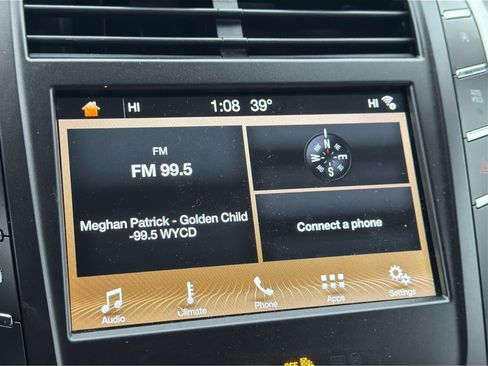 HI 1:08 39° HI
FM
FM 99.5
Meghan Patrick - Golden Child
-99.5 WYCD
N
W E
S
Connect a phone
Audio Climate Phone Apps Settings
OFF